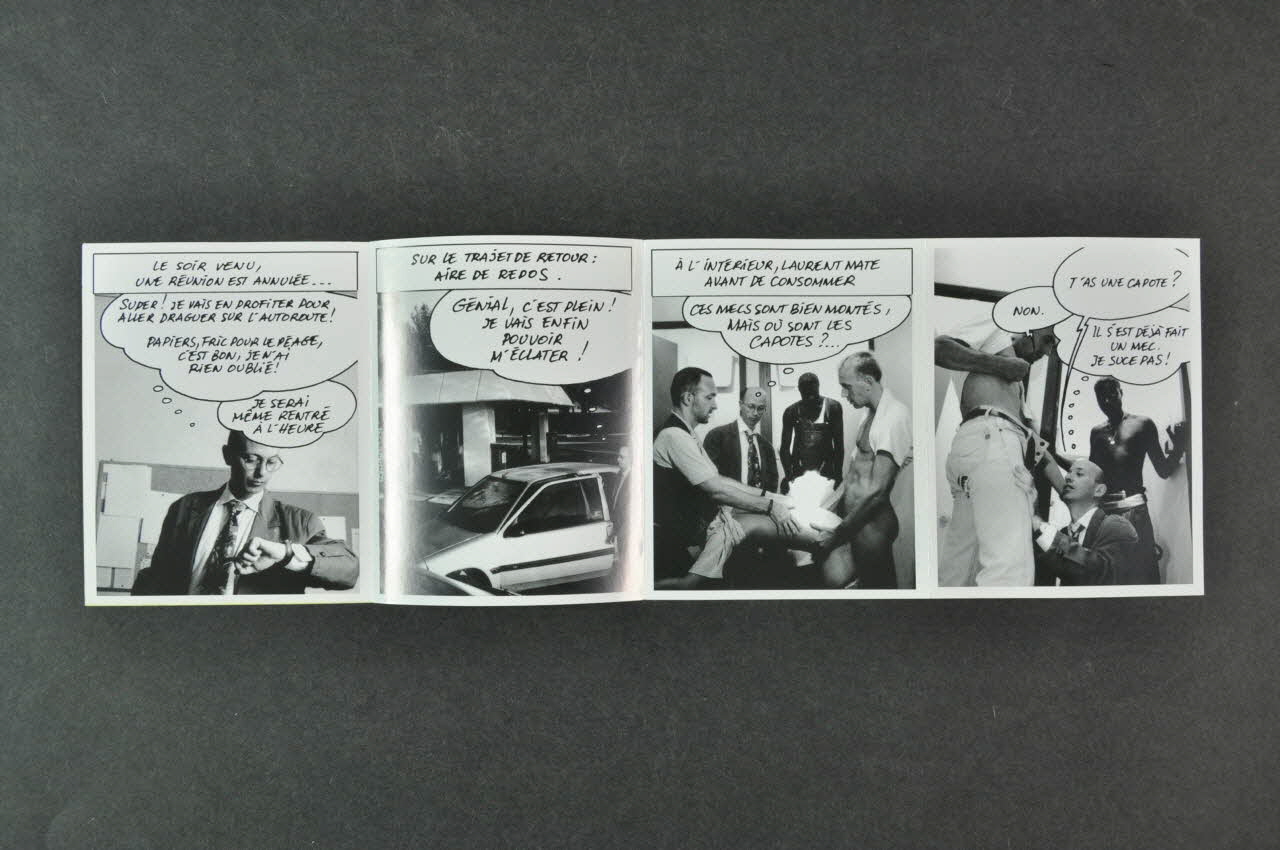 LE SOIR VENU,
UNE RÉUNION EST ANNULÉE...
SUPER! JE VAIS EN PROFITER POUR
ALLER DRAGUER SUR L'AUTOROUTE!
PAPIERS, FRIC POUR LE PÉAGE,
C'EST BON, JE N'AI
RIEN OUBLIÉ!
JE SERAI
MÊME RENTRÉ
À L'HEURE
SUR LE TRAJET DE RETOUR:
AIRE DE REPOS.
GÉNIAL, C'EST PLEIN!
JE VAIS ENFIN
POUVOIR
M'ÉCLATER!
À L'INTÉRIEUR, LAURENT MATE
AVANT DE CONSOMMER
CES MECS SONT BIEN MONTÉS,
MAIS OÙ SONT LES
CAPOTES?...
T'AS UNE CAPOTE?
NON.
IL S'EST DÉJÀ FAIT
UN MEC.
JE SUCE PAS!